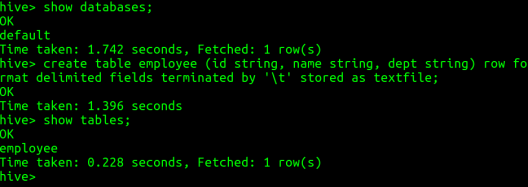 hive> show databases;
OK
default
Time taken: 1.742 seconds, Fetched: 1 row(s)
hive> create table employee (id string, name string, dept string) row fo
rmat delimited fields terminated by '\t' stored as textfile;
OK
Time taken: 1.396 seconds
hive> show tables;
OK
employee
Time taken: 0.228 seconds, Fetched: 1 row(s)
hive>